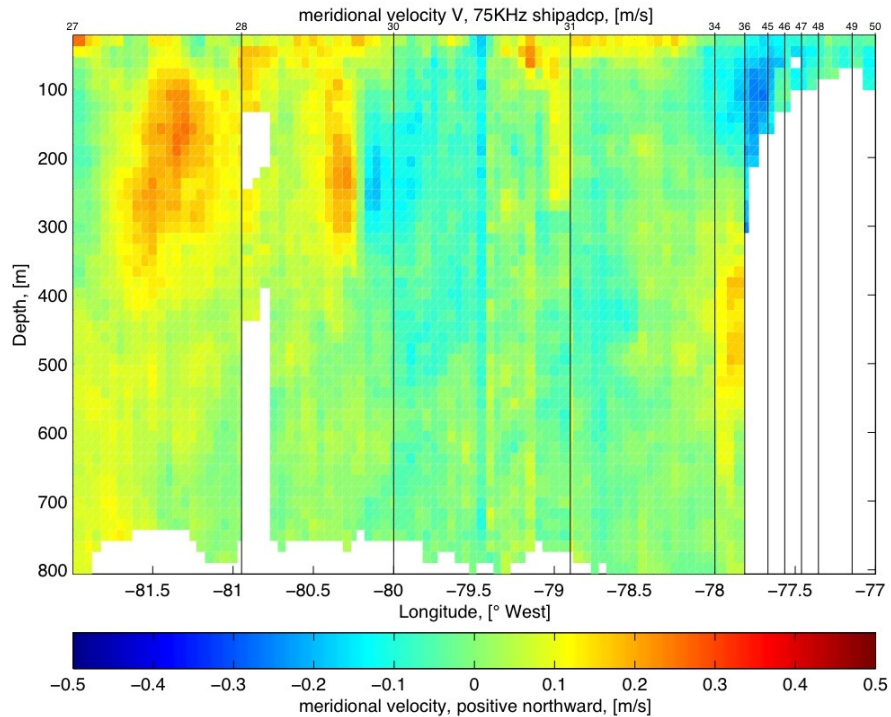 meridional velocity V, 75KHz shipadcp, [m/s]
27 28 30 31 34 36 45 46 47 48 49 50
Depth, [m]
100
200
300
400
500
600
700
800
−81.5 −81 −80.5 −80 −79.5 −79 −78.5 −78 −77.5 −77
Longitude, [° West]
−0.5 −0.4 −0.3 −0.2 −0.1 0 0.1 0.2 0.3 0.4 0.5
meridional velocity, positive northward, [m/s]